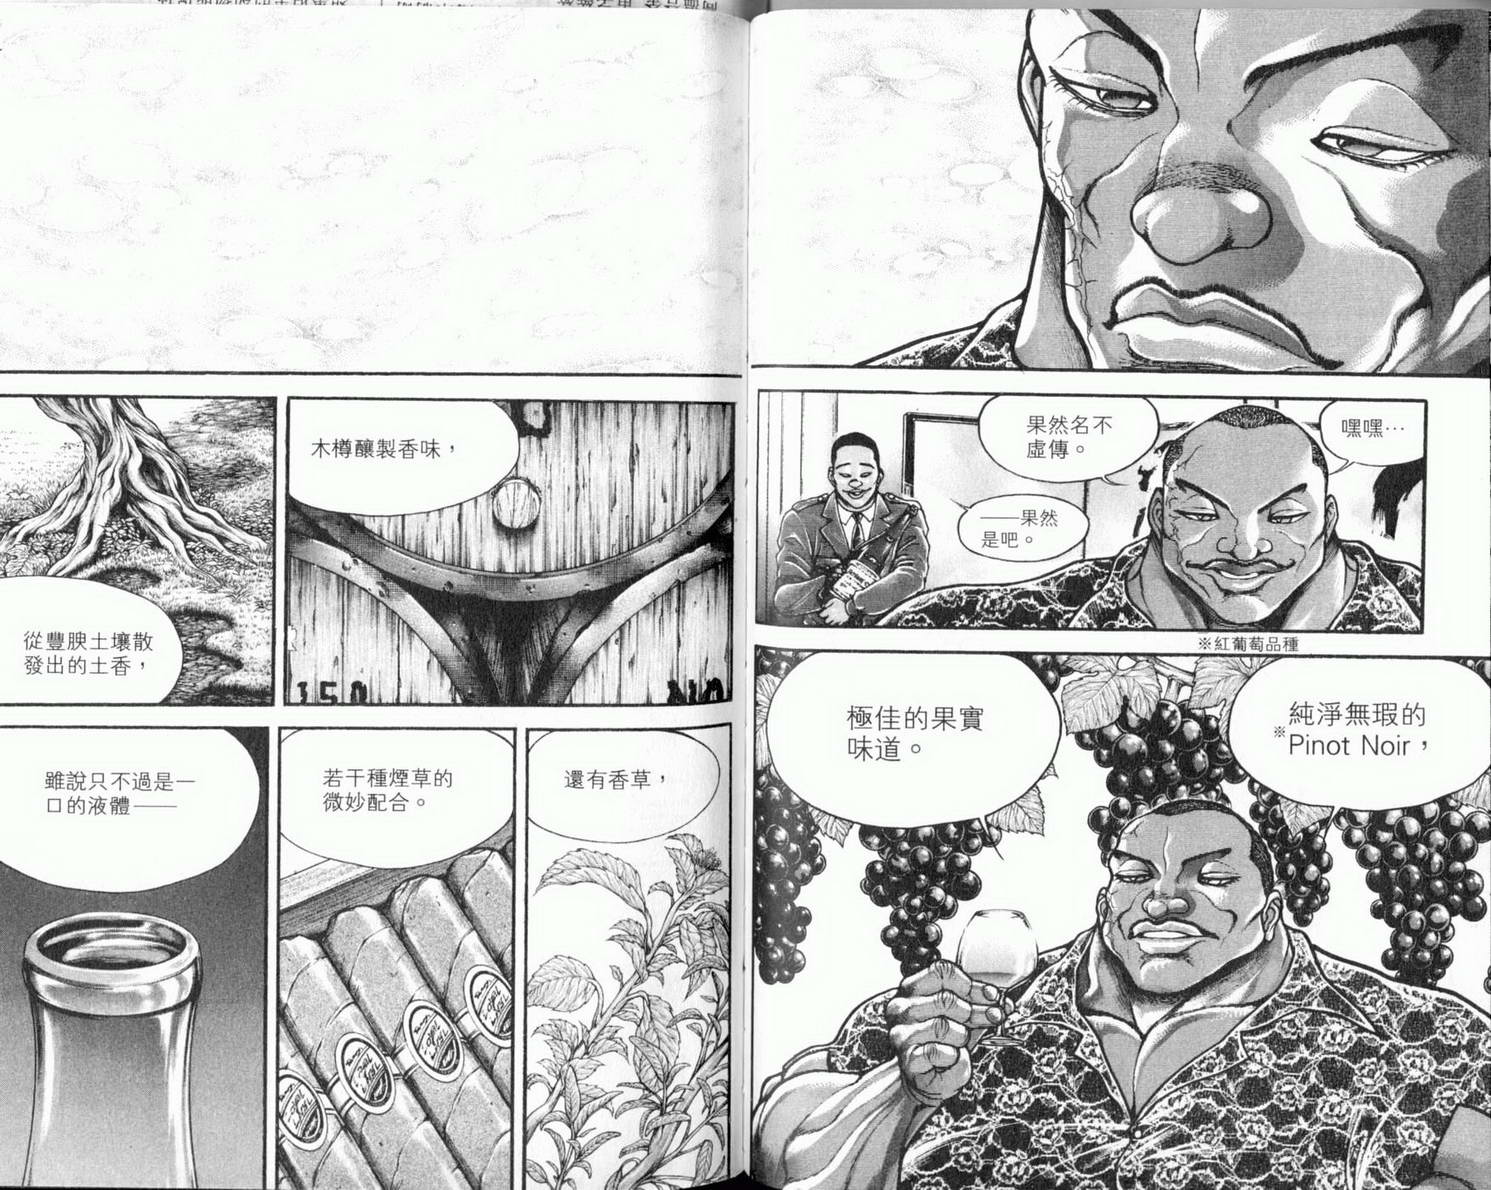 嘿嘿…
果然名不
虛傳。
——果然
是吧。
※紅葡萄品種
純淨無瑕的
※Pinot Noir，
極佳的果實
味道。
木樽釀製香味，
從豐腴土壤散
發出的土香，
還有香草，
若干種煙草的
微妙配合。
雖說只不過是一
口的液體——